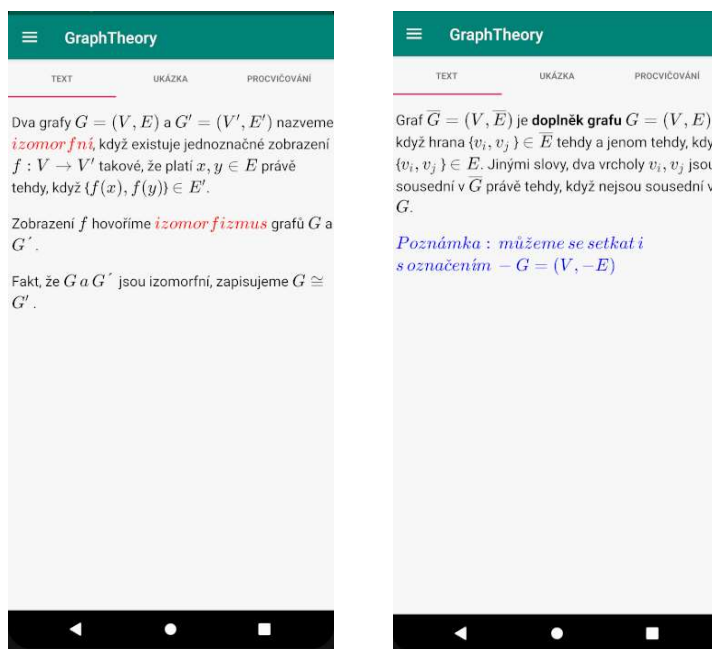 GraphTheory
TEXT UKÁZKA PROCVIČOVÁNÍ
Dva grafy G = (V, E) a G′ = (V′, E′) nazveme
izomorfní, když existuje jednoznačné zobrazení
f : V → V′ takové, že platí x, y ∈ E právě
tehdy, když {f(x), f(y)} ∈ E′.
Zobrazení f hovoříme izomorfizmus grafů G a
G´ .
Fakt, že G a G´ jsou izomorfní, zapisujeme G ≅
G′ .
GraphTheory
TEXT UKÁZKA PROCVIČOVÁNÍ
Graf G̅ = (V, E̅) je doplněk grafu G = (V, E)
když hrana {vᵢ, vⱼ } ∈ E̅ tehdy a jenom tehdy, kdy
{vᵢ, vⱼ } ∈ E. Jinými slovy, dva vrcholy vᵢ, vⱼ jsou
sousední v G̅ právě tehdy, když nejsou sousední v
G.
Poznámka : můžeme se setkat i
s označením − G = (V, −E)